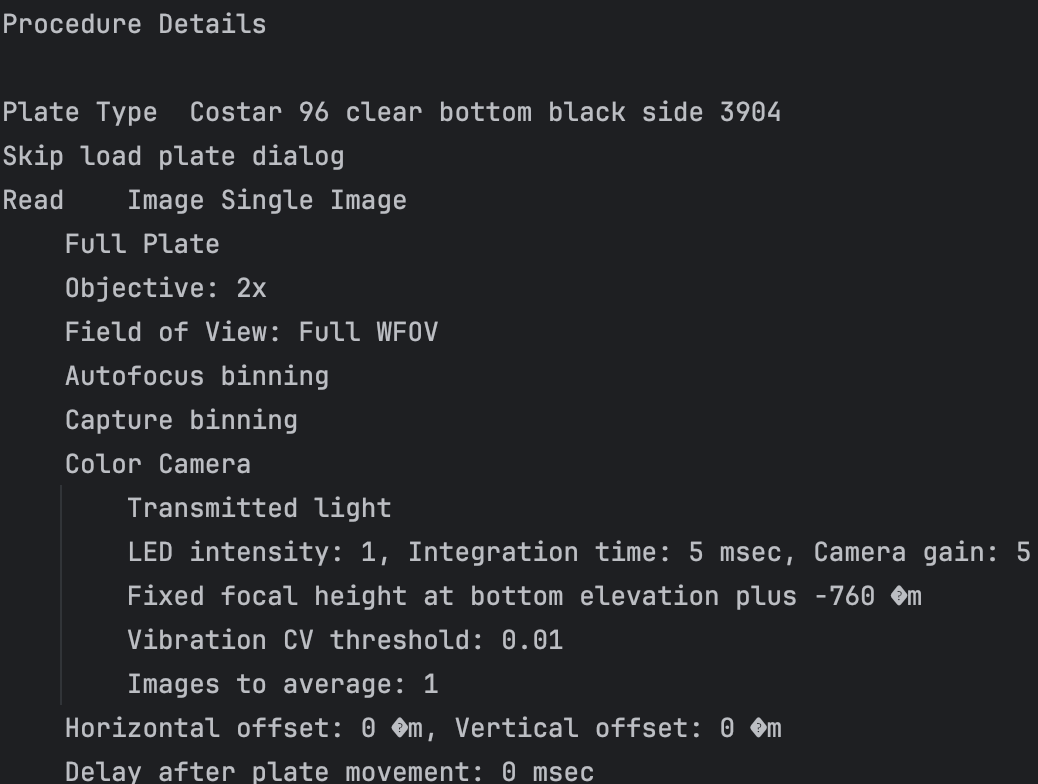 Procedure Details
Plate Type  Costar 96 clear bottom black side 3904
Skip load plate dialog
Read    Image Single Image
    Full Plate
    Objective: 2x
    Field of View: Full WFOV
    Autofocus binning
    Capture binning
    Color Camera
        Transmitted light
        LED intensity: 1, Integration time: 5 msec, Camera gain: 5
        Fixed focal height at bottom elevation plus -760 �m
        Vibration CV threshold: 0.01
        Images to average: 1
    Horizontal offset: 0 �m, Vertical offset: 0 �m
    Delay after plate movement: 0 msec